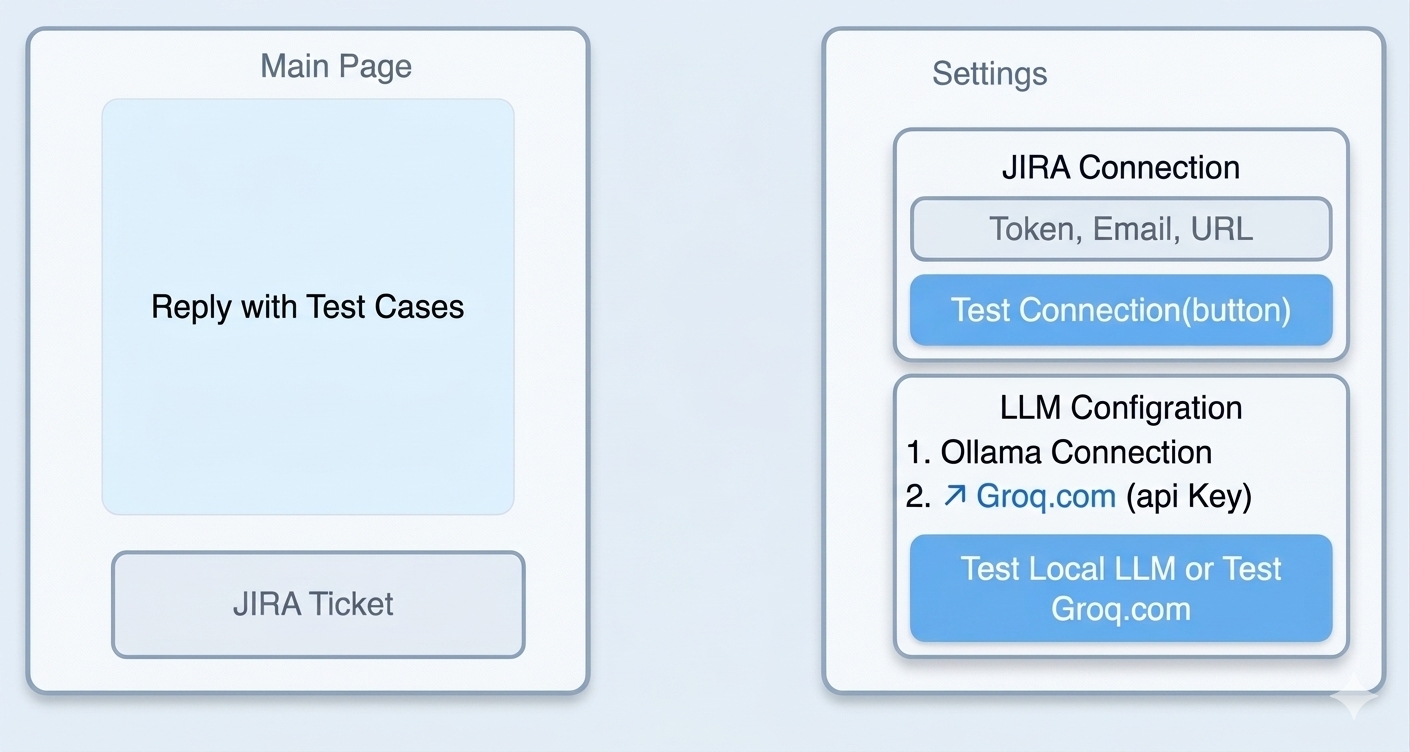 Main Page
Reply with Test Cases
JIRA Ticket
Settings
JIRA Connection
Token, Email, URL
Test Connection(button)
LLM Configration
1. Ollama Connection
2. ↗ Groq.com (api Key)
Test Local LLM or Test
Groq.com